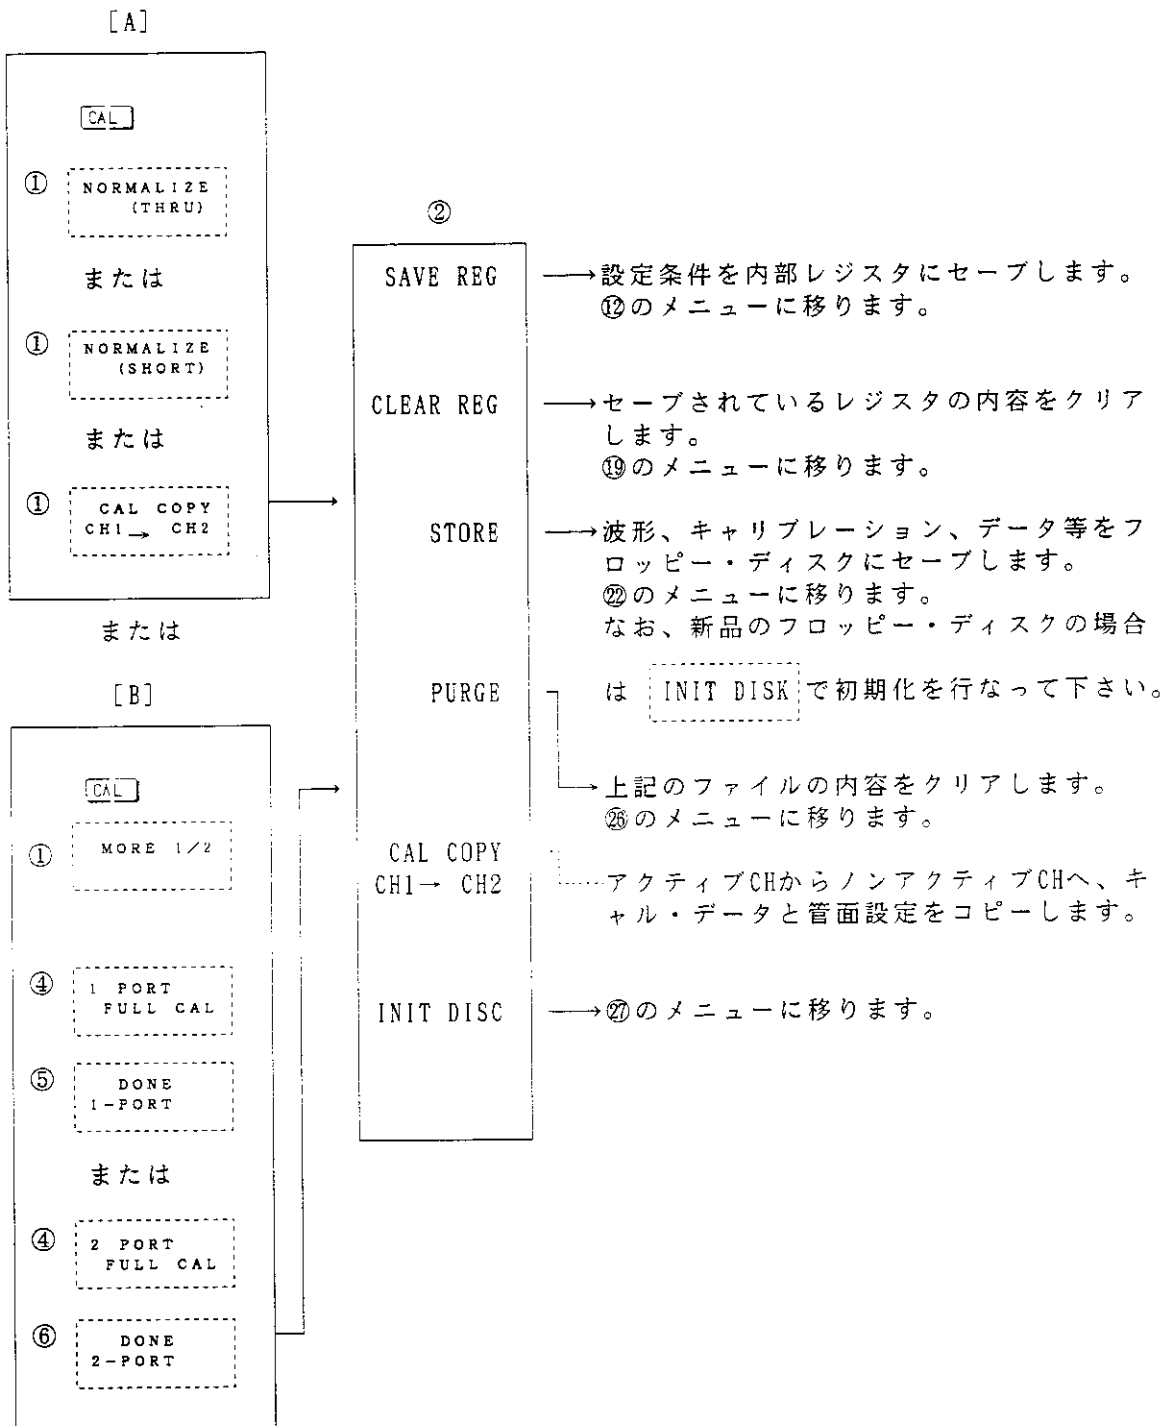 [A]
CAL
① NORMALIZE
(THRU)
または
① NORMALIZE
(SHORT)
または
① CAL COPY
CH1→ CH2
または
[B]
CAL
① MORE 1/2
④ 1 PORT
FULL CAL
⑤ DONE
1-PORT
または
④ 2 PORT
FULL CAL
⑥ DONE
2-PORT
②
SAVE REG →設定条件を内部レジスタにセーブします。
⑫のメニューに移ります。
CLEAR REG →セーブされているレジスタの内容をクリア
します。
⑲のメニューに移ります。
STORE →波形、キャリブレーション、データ等をフ
ロッピー・ディスクにセーブします。
㉒のメニューに移ります。
なお、新品のフロッピー・ディスクの場合
は INIT DISK で初期化を行なって下さい。
PURGE
→上記のファイルの内容をクリアします。
㉖のメニューに移ります。
CAL COPY
CH1→ CH2
アクティブCHからノンアクティブCHへ、キ
ャル・データと管面設定をコピーします。
INIT DISC →㉗のメニューに移ります。